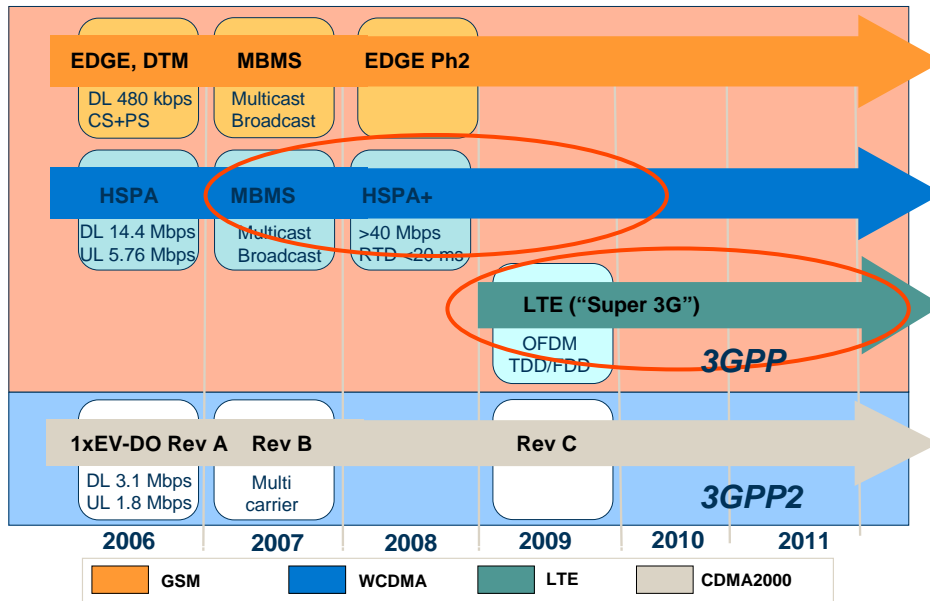 EDGE, DTM MBMS EDGE Ph2
DL 480 kbps
CS+PS
Multicast
Broadcast
HSPA MBMS HSPA+
DL 14.4 Mbps
UL 5.76 Mbps
Multicast
Broadcast
>40 Mbps
RTD <20 ms
LTE (“Super 3G”)
OFDM
TDD/FDD
3GPP
1xEV-DO Rev A Rev B Rev C
DL 3.1 Mbps
UL 1.8 Mbps
Multi
carrier
3GPP2
2006 2007 2008 2009 2010 2011
GSM WCDMA LTE CDMA2000